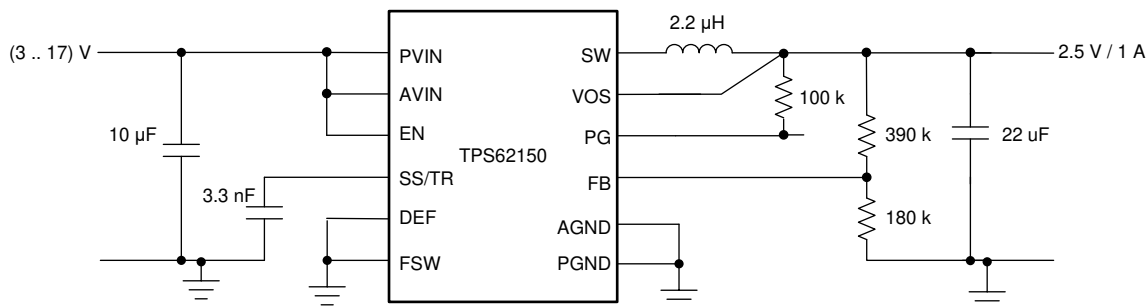 2.2 µH
(3 .. 17) V
PVIN
SW
2.5 V / 1 A
AVIN
VOS
100 k
10 µF
EN
PG
390 k
22 uF
TPS62150
3.3 nF
SS/TR
FB
DEF
AGND
180 k
FSW
PGND